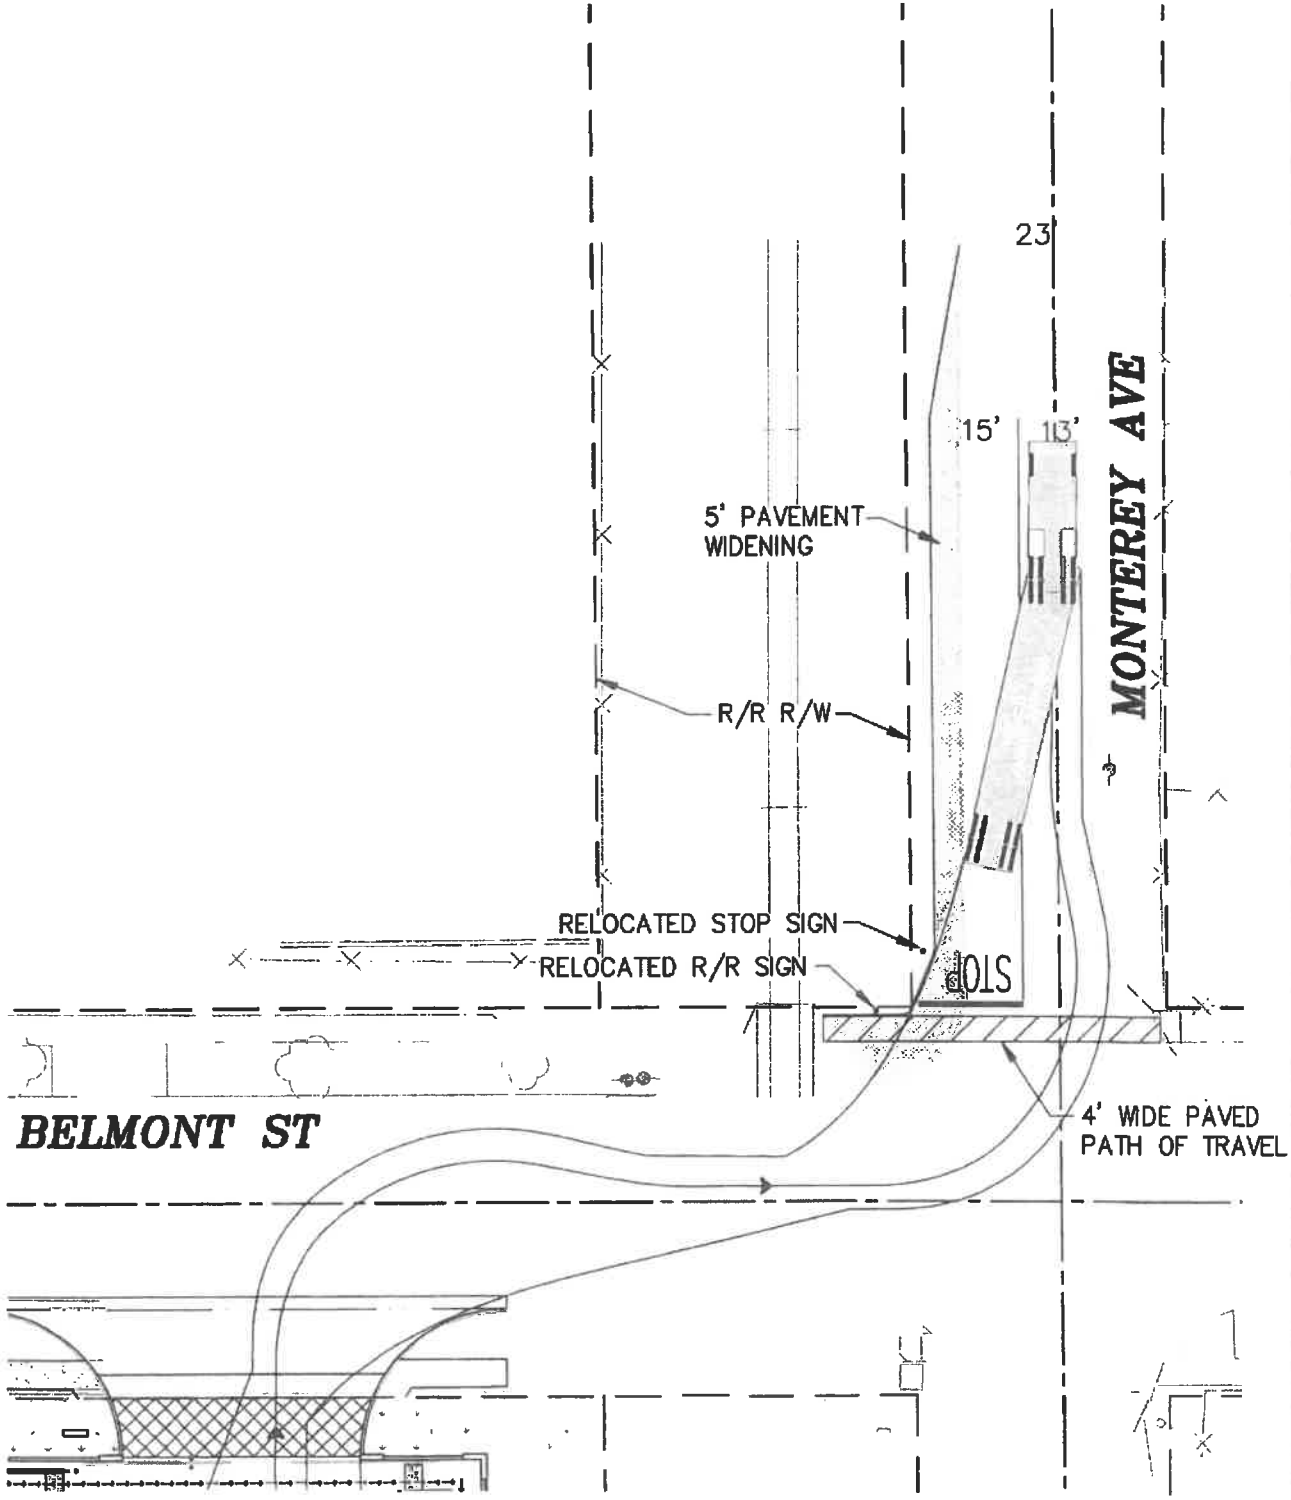 23
15'
13'
MONTEREY AVE
5' PAVEMENT
WIDENING
R/R R/W
RELOCATED STOP SIGN
RELOCATED R/R SIGN
STOP
4' WIDE PAVED
PATH OF TRAVEL
BELMONT ST